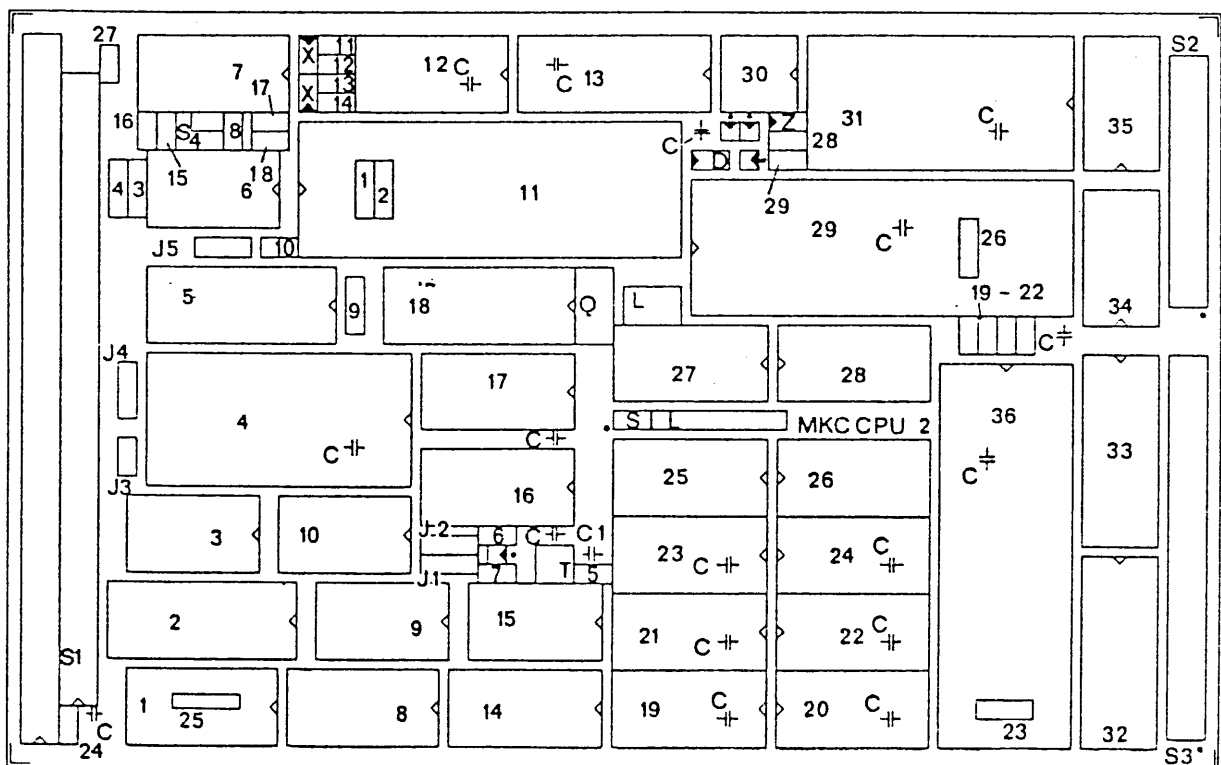 27
7
17
X
11
12
X
13
14
12
C
C
13
30
31
C
35
S2
16
S4
8
15
18
C
Z
28
D
29
4
3
6
1
2
11
29
C
26
J5
10
5
9
18
Q
L
19 - 22
C
34
J4
4
C
17
27
28
S
L
MKC CPU 2
36
C
J3
C
25
26
33
16
3
10
J2
6
C
C1
J1
7
T
5
23
C
24
C
2
9
15
21
C
22
C
S1
1
25
8
14
19
C
20
C
23
32
C
24
S3